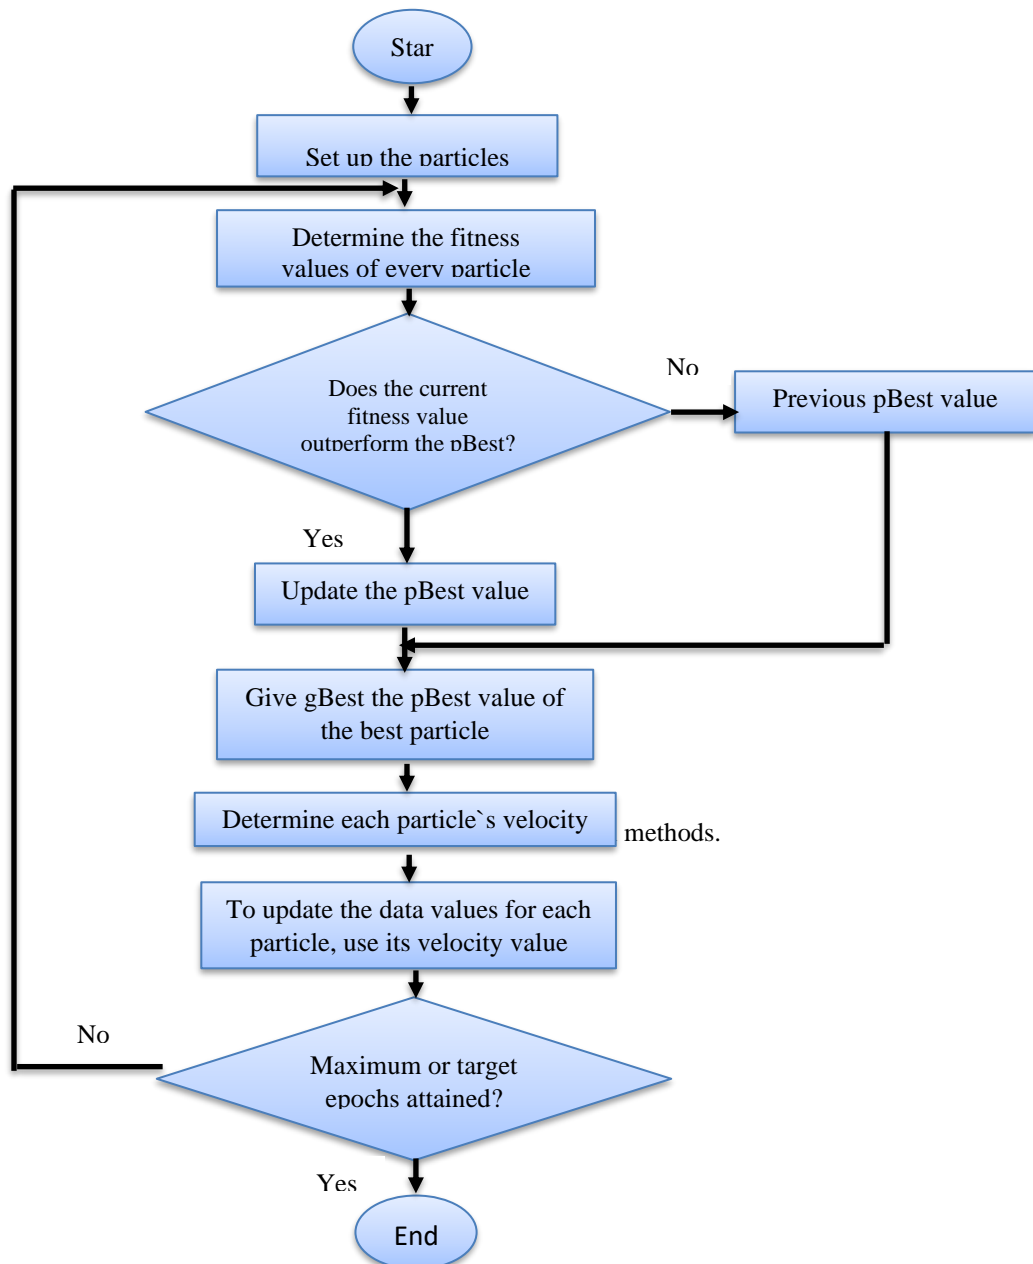 Star
Set up the particles
Determine the fitness
values of every particle
Does the current
fitness value
outperform the pBest?
No
Previous pBest value
Yes
Update the pBest value
Give gBest the pBest value of
the best particle
Determine each particle`s velocity
methods.
To update the data values for each
particle, use its velocity value
No
Maximum or target
epochs attained?
Yes
End